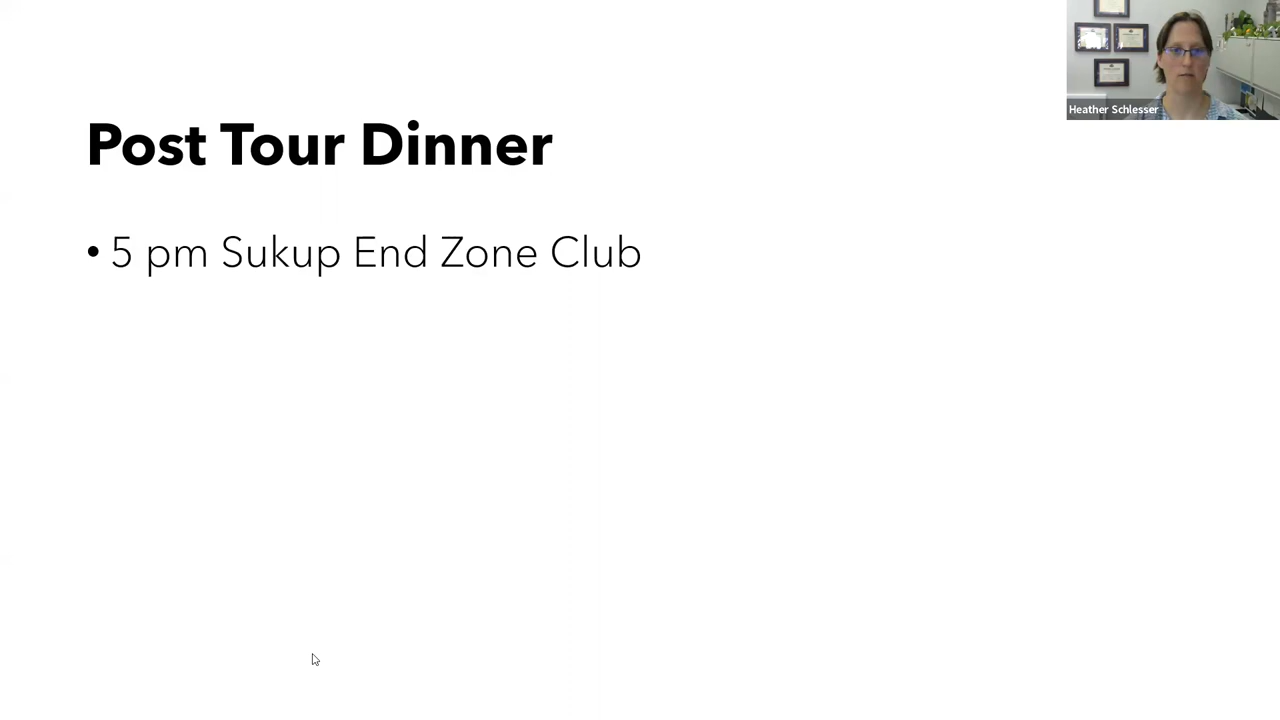 Heather Schlesser
Post Tour Dinner
• 5 pm Sukup End Zone Club